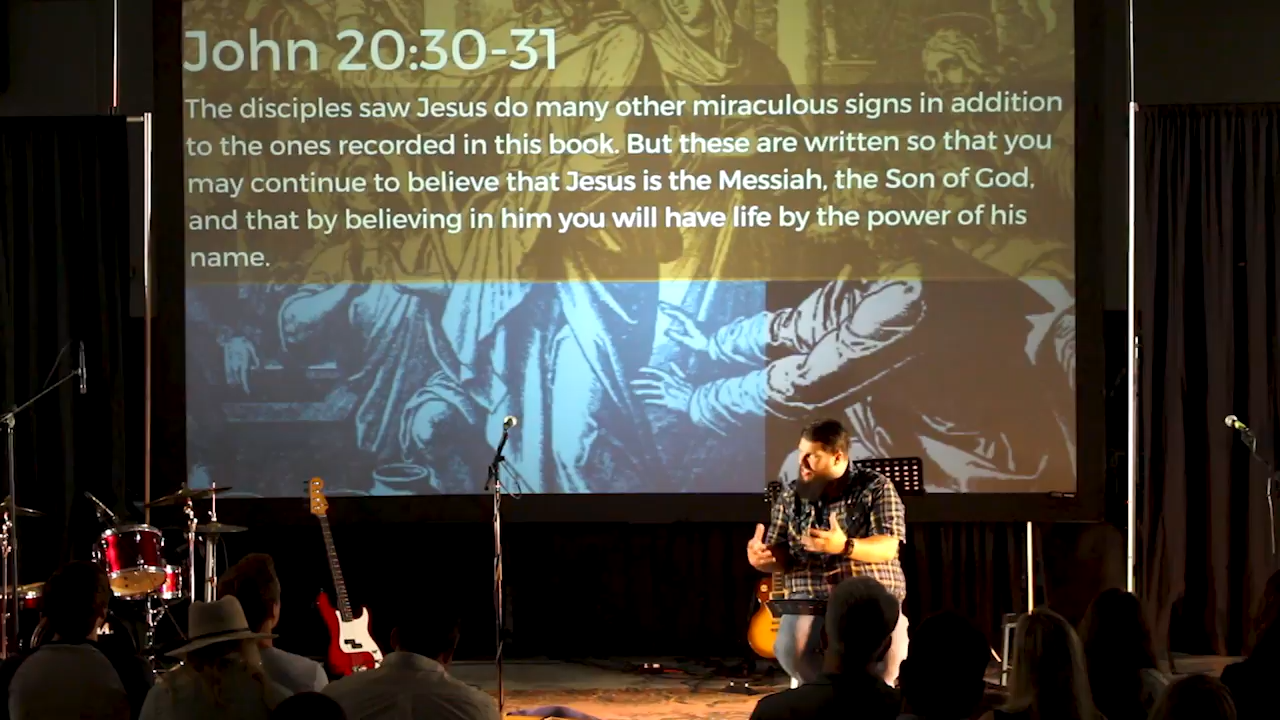 John 20:30-31
The disciples saw Jesus do many other miraculous signs in addition
to the ones recorded in this book. But these are written so that you
may continue to believe that Jesus is the Messiah, the Son of God,
and that by believing in him you will have life by the power of his
name.